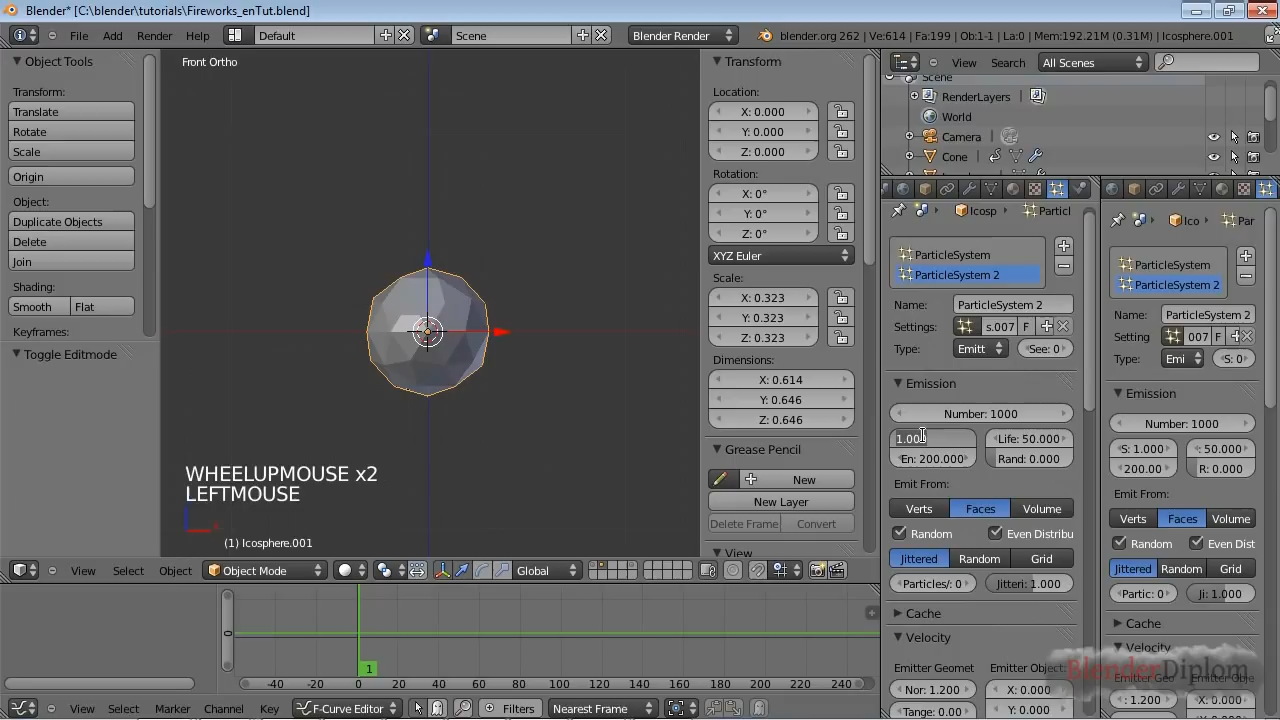 Blender* [C:\blender\tutorials\Fireworks_enTut.blend]
File Add Render Help Default Scene Blender Render blender.org 262 | Ve:614 | Fa:199 | Ob:1-1 | La:0 | Mem:192.21M (0.31M) | Icosphere.001
Object Tools
Transform:
Translate
Rotate
Scale
Origin
Object:
Duplicate Objects
Delete
Join
Shading:
Smooth Flat
Keyframes:
Toggle Editmode
Front Ortho
WHEELUPMOUSE x2
LEFTMOUSE
(1) Icosphere.001
Transform
Location:
X: 0.000
Y: 0.000
Z: 0.000
Rotation:
X: 0°
Y: 0°
Z: 0°
XYZ Euler
Scale:
X: 0.323
Y: 0.323
Z: 0.323
Dimensions:
X: 0.614
Y: 0.646
Z: 0.646
Grease Pencil
New
New Layer
Delete Frame Convert
View
View Select Object Object Mode Global
0
1
-40 -20 0 20 40 60 80 100 120 140 160 180 200 220 240
View Select Marker Channel Key F-Curve Editor Filters Nearest Frame
View Search All Scenes
Scene
RenderLayers |
World
Camera |
Cone
Icosp Particl
ParticleSystem
ParticleSystem 2
Name: ParticleSystem 2
Settings: s.007 F
Type: Emitt See: 0
Emission
Number: 1000
1.000 Life: 50.000
En: 200.000 Rand: 0.000
Emit From:
Verts Faces Volume
Random Even Distribu
Jittered Random Grid
Particles/: 0 Jitteri: 1.000
Cache
Velocity
Emitter Geomet Emitter Object:
Nor: 1.200 X: 0.000
Tange: 0.00 Y: 0.000
Ico Par
ParticleSystem
ParticleSystem 2
Name: ParticleSystem 2
Setting 007 F
Type: Emi S: 0
Emission
Number: 1000
S: 1.000 : 50.000
200.00 R: 0.000
Emit From:
Verts Faces Volume
Random Even Dist
Jittered Random Grid
Partic: 0 Ji: 1.000
Cache
Velocity
Emitter Geo Emitter Obj
: 1.200 X: 0.000
BlenderDiplom